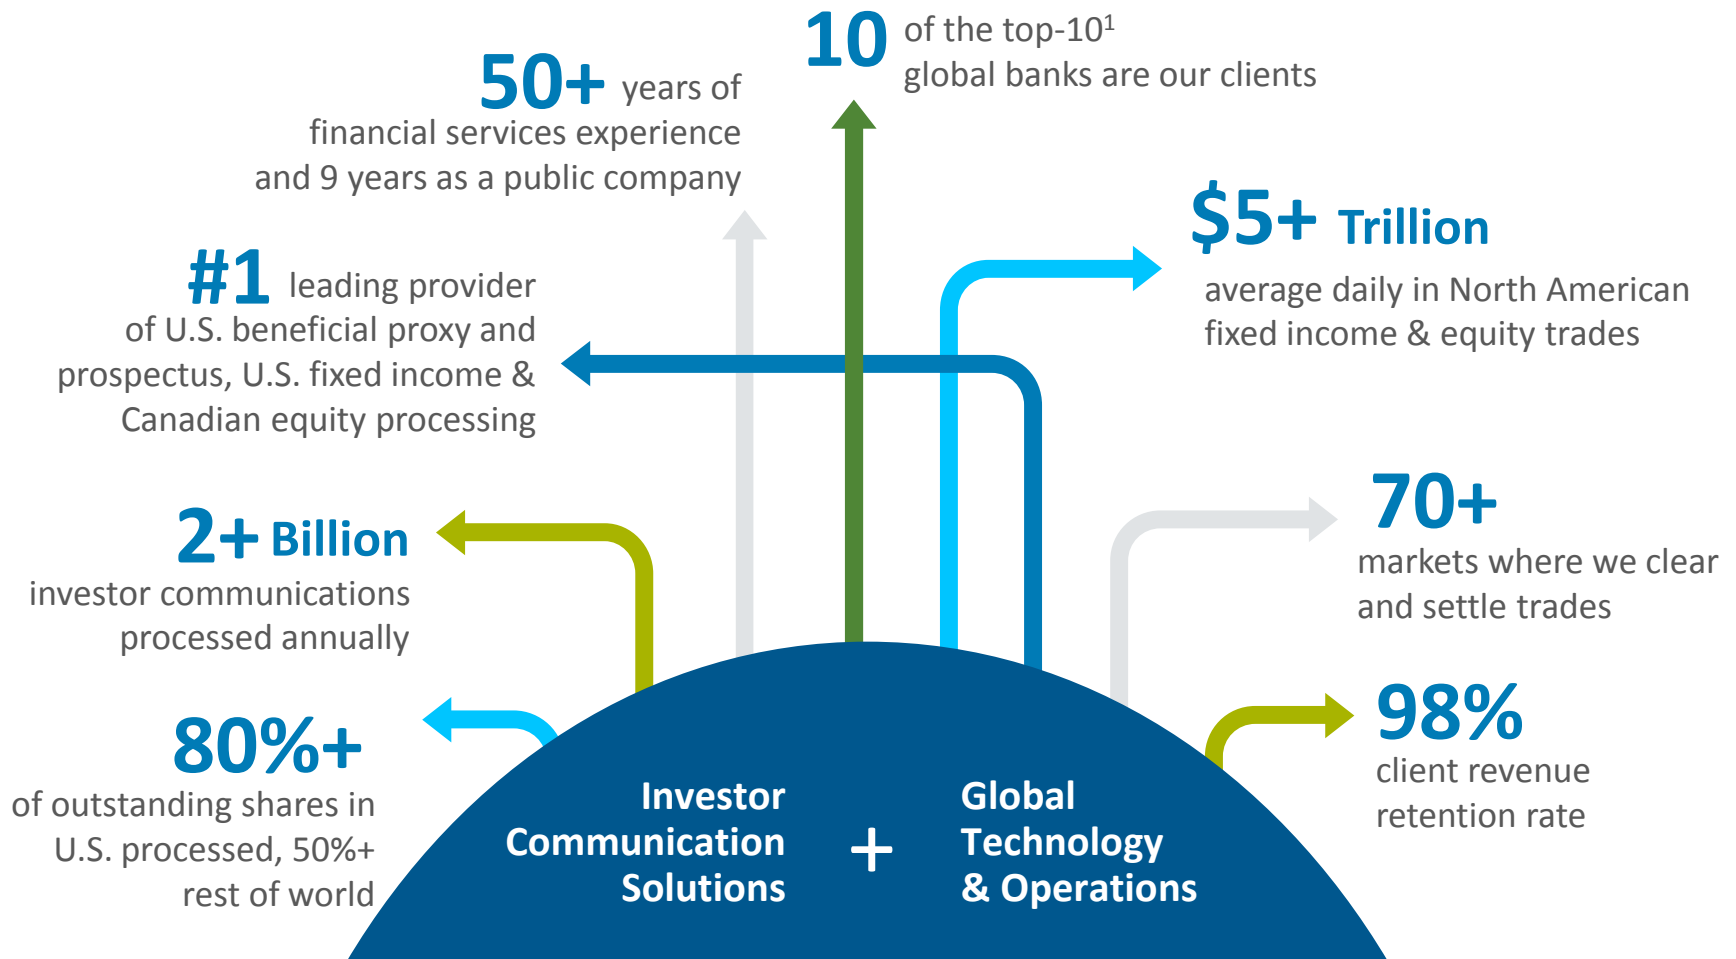 10 of the top-10¹
global banks are our clients
50+ years of
financial services experience
and 9 years as a public company
$5+ Trillion
average daily in North American
fixed income & equity trades
#1 leading provider
of U.S. beneficial proxy and
prospectus, U.S. fixed income &
Canadian equity processing
70+
markets where we clear
and settle trades
2+ Billion
investor communications
processed annually
98%
client revenue
retention rate
80%+
of outstanding shares in
U.S. processed, 50%+
rest of world
Investor
Communication
Solutions
+
Global
Technology
& Operations